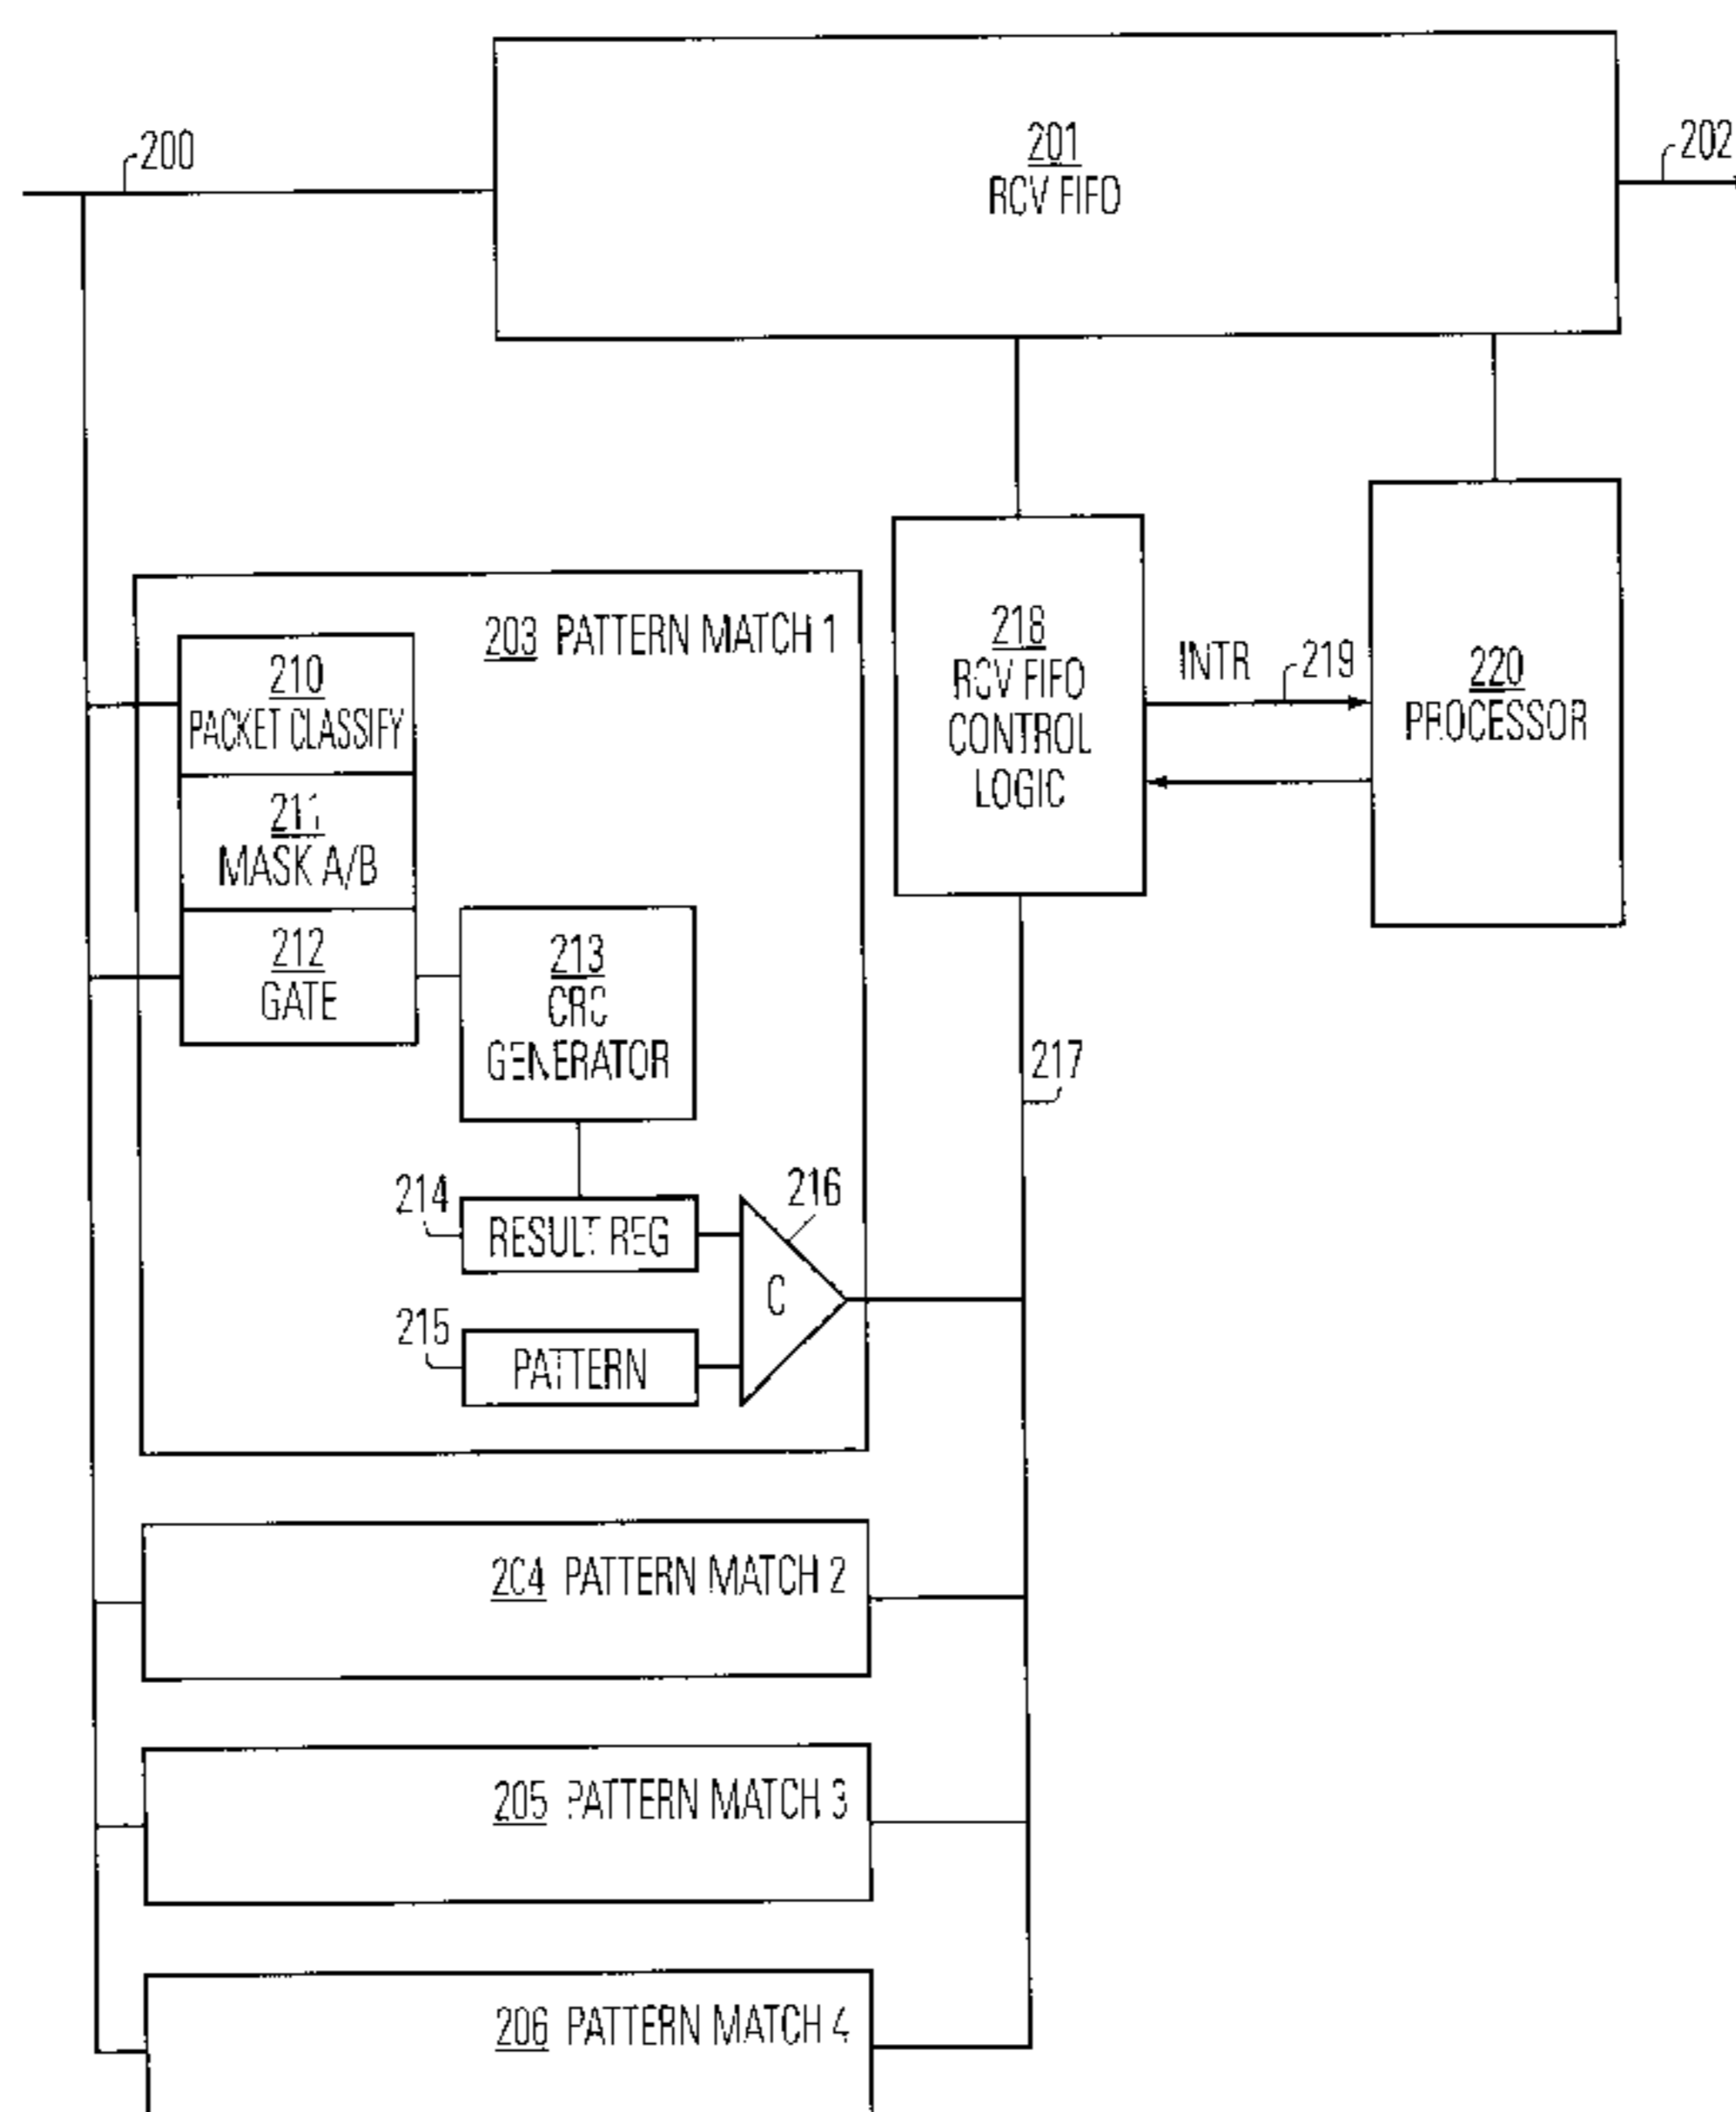 200
201
RCV FIFO
202
203 PATTERN MATCH 1
210
PACKET CLASSIFY
211
MASK A/B
212
GATE
213
CRC
GENERATOR
214
RESULT REG
215
PATTERN
216
C
217
218
RCV FIFO
CONTROL
LOGIC
INTR
219
220
PROCESSOR
204 PATTERN MATCH 2
205 PATTERN MATCH 3
206 PATTERN MATCH 4